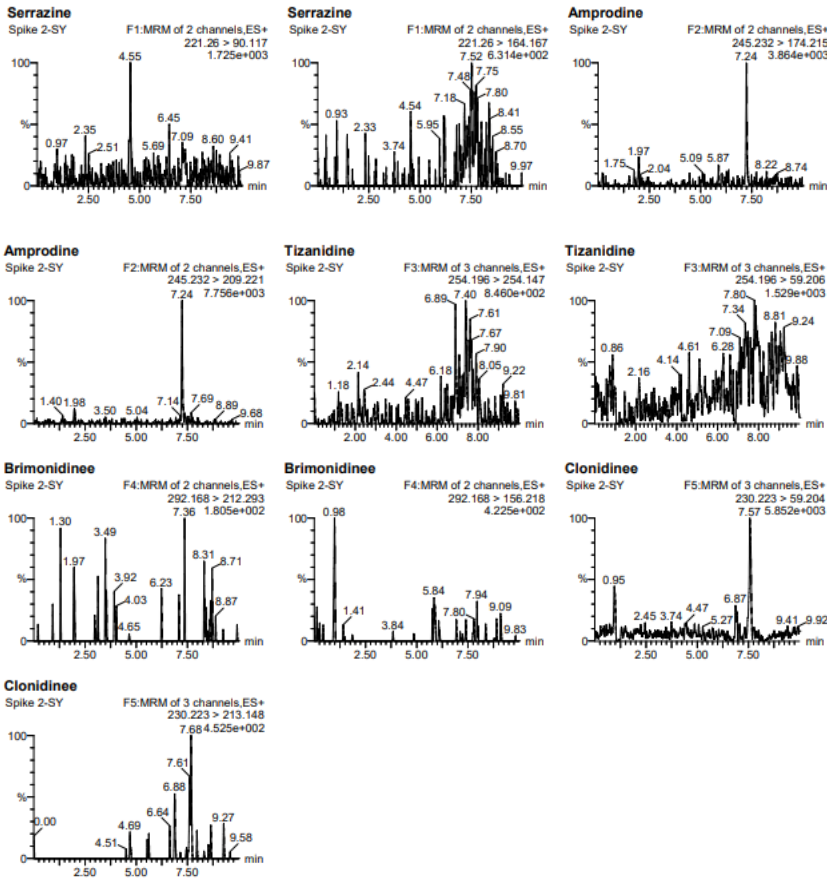 Serrazine
Spike 2-SY F1:MRM of 2 channels,ES+
221.26 > 90.117
1.725e+003
100
%
0
4.55
0.97
2.35
2.51
5.69
6.45
7.09
8.60
9.41
9.87
2.50 5.00 7.50 min
Serrazine
Spike 2-SY F1:MRM of 2 channels,ES+
221.26 > 164.167
6.314e+002
100
%
0
7.52
7.48
7.75
7.18
7.80
0.93
4.54
8.41
5.95
8.55
2.33
3.74
8.70
9.97
2.50 5.00 7.50 min
Amprodine
Spike 2-SY F2:MRM of 2 channels,ES+
245.232 > 174.215
3.864e+003
100
%
0
7.24
1.75
1.97
2.04
5.09
5.87
8.22
8.74
2.50 5.00 7.50 min
Amprodine
Spike 2-SY F2:MRM of 2 channels,ES+
245.232 > 209.221
7.756e+003
100
%
0
7.24
1.40
1.98
3.50
5.04
7.14
7.69
8.89
9.68
2.50 5.00 7.50 min
Tizanidine
Spike 2-SY F3:MRM of 3 channels,ES+
254.196 > 254.147
8.460e+002
100
%
0
6.89
7.40
7.61
7.67
7.90
2.14
6.18
8.05
1.18
2.44
4.47
9.22
9.81
2.00 4.00 6.00 8.00 min
Tizanidine
Spike 2-SY F3:MRM of 3 channels,ES+
254.196 > 59.206
1.529e+003
100
%
0
7.80
7.34
8.81
9.24
7.09
0.86
4.61
6.28
4.14
9.88
2.16
2.00 4.00 6.00 8.00 min
Brimonidinee
Spike 2-SY F4:MRM of 2 channels,ES+
292.168 > 212.293
1.805e+002
100
%
0
7.36
1.30
3.49
1.97
8.31
8.71
3.92
6.23
4.03
8.87
4.65
2.50 5.00 7.50 min
Brimonidinee
Spike 2-SY F4:MRM of 2 channels,ES+
292.168 > 156.218
4.225e+002
100
%
0
0.98
5.84
7.94
1.41
7.80
9.09
3.84
9.83
2.50 5.00 7.50 min
Clonidinee
Spike 2-SY F5:MRM of 3 channels,ES+
230.223 > 59.204
5.852e+003
100
%
0
7.57
0.95
6.87
2.45
3.74
4.47
5.27
9.41
9.92
2.50 5.00 7.50 min
Clonidinee
Spike 2-SY F5:MRM of 3 channels,ES+
230.223 > 213.148
4.525e+002
100
%
0
7.68
7.61
6.88
6.64
0.00
4.69
4.51
9.27
9.58
2.50 5.00 7.50 min